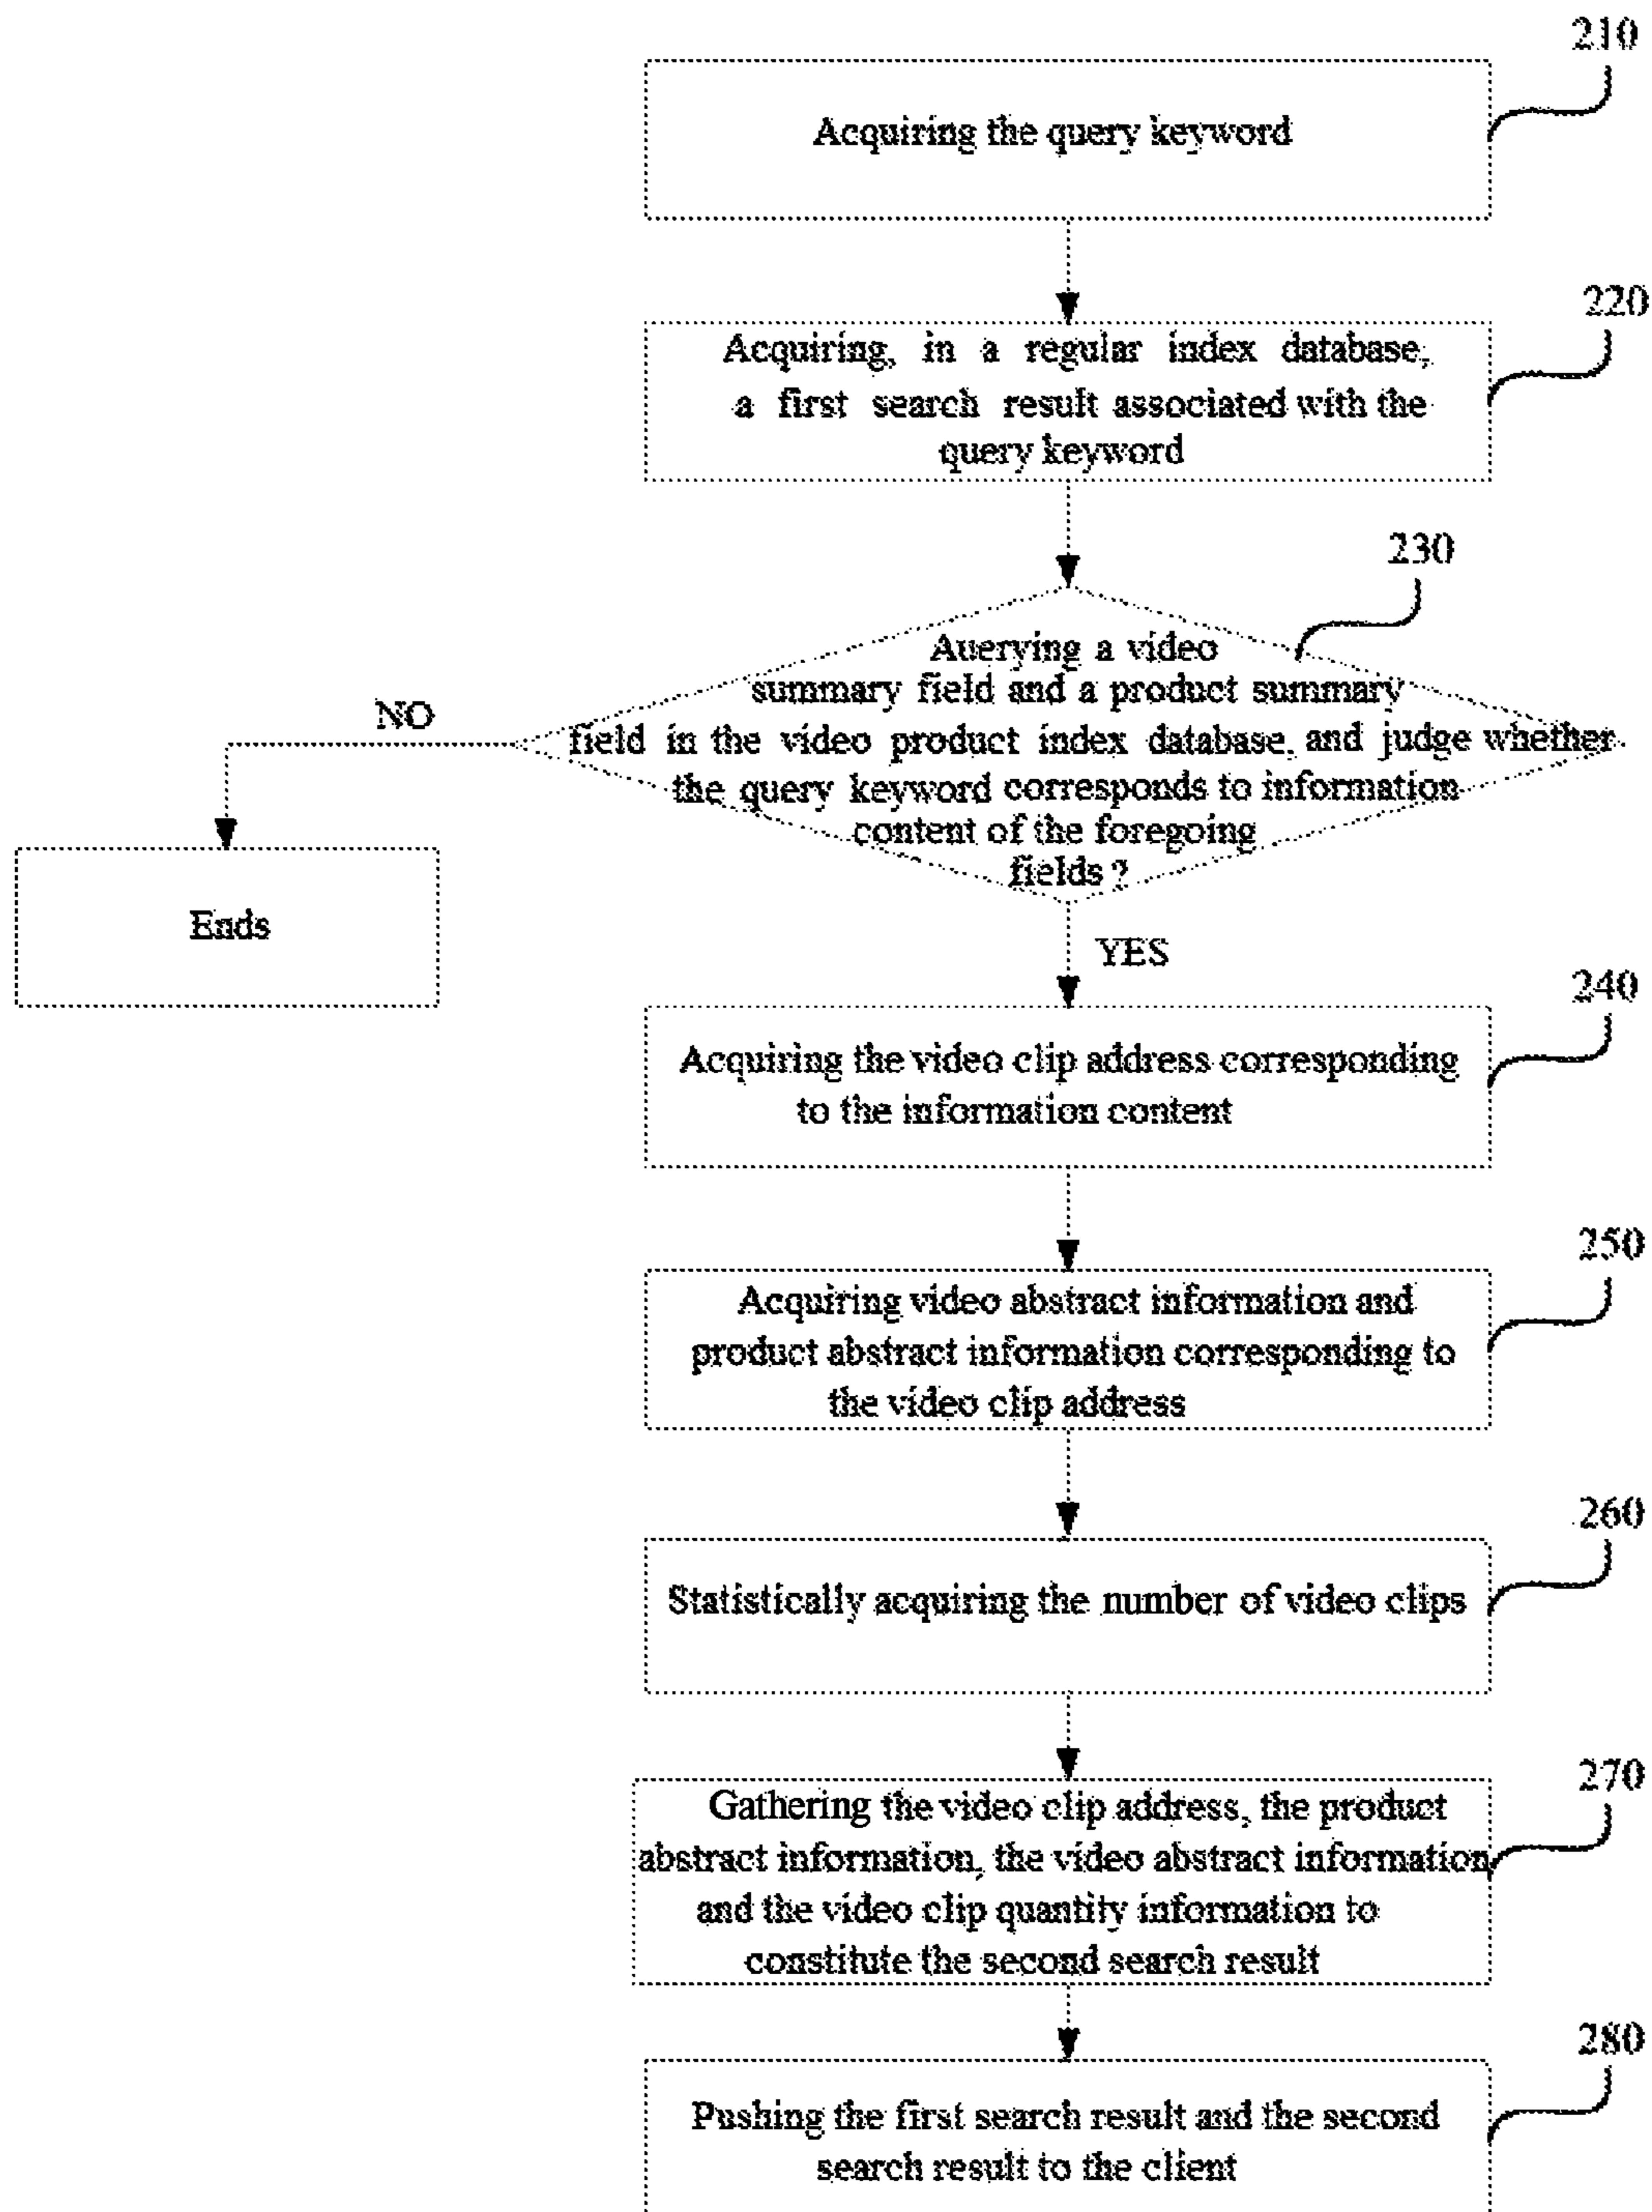 210
Acquiring the query keyword
220
Acquiring, in a regular index database,
a first search result associated with the
query keyword
230
Auerying a video
summary field and a product summary
field in the video product index database, and judge whether
the query keyword corresponds to information
content of the foregoing
fields ?
NO
Ends
YES
240
Acquiring the video clip address corresponding
to the information content
250
Acquiring video abstract information and
product abstract information corresponding to
the video clip address
260
Statistically acquiring the number of video clips
270
Gathering the video clip address, the product
abstract information, the video abstract information
and the video clip quantity information to
constitute the second search result
280
Pushing the first search result and the second
search result to the client